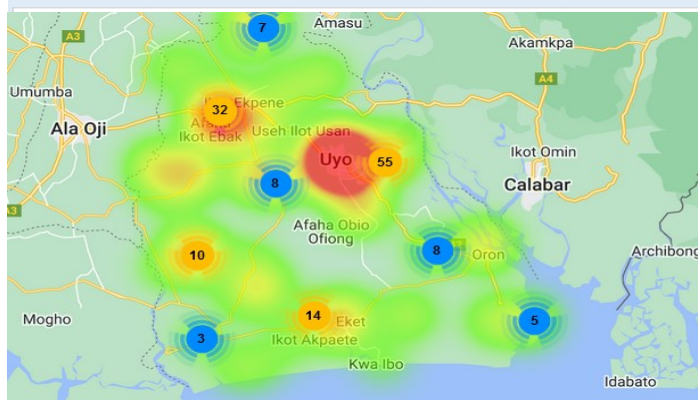 7
Amasu
A3
Akamkpa
A4
Umumba
32
Ekpene
Ala Oji
Ikot Ebak
Useh Ilot Usan
Uyo
55
Ikot Omin
8
Calabar
Afaha Obio
Ofiong
8
Oron
10
Archibong
Mogho
14
Eket
5
3
Ikot Akpaete
Kwa Ibo
Idabato